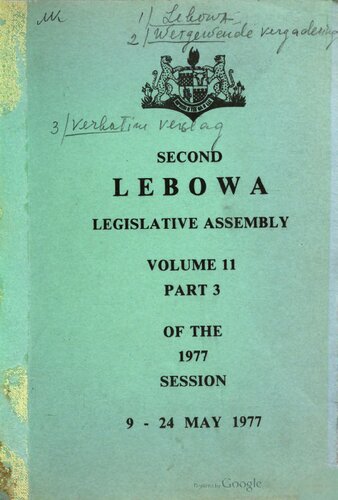 NK
1) Lebowa.
2) Wetgewende vergadering
3) Verbatim verslag
SECOND
LEBOWA
LEGISLATIVE ASSEMBLY
VOLUME 11
PART 3
OF THE
1977
SESSION
9 - 24 MAY 1977
Digitized by Google